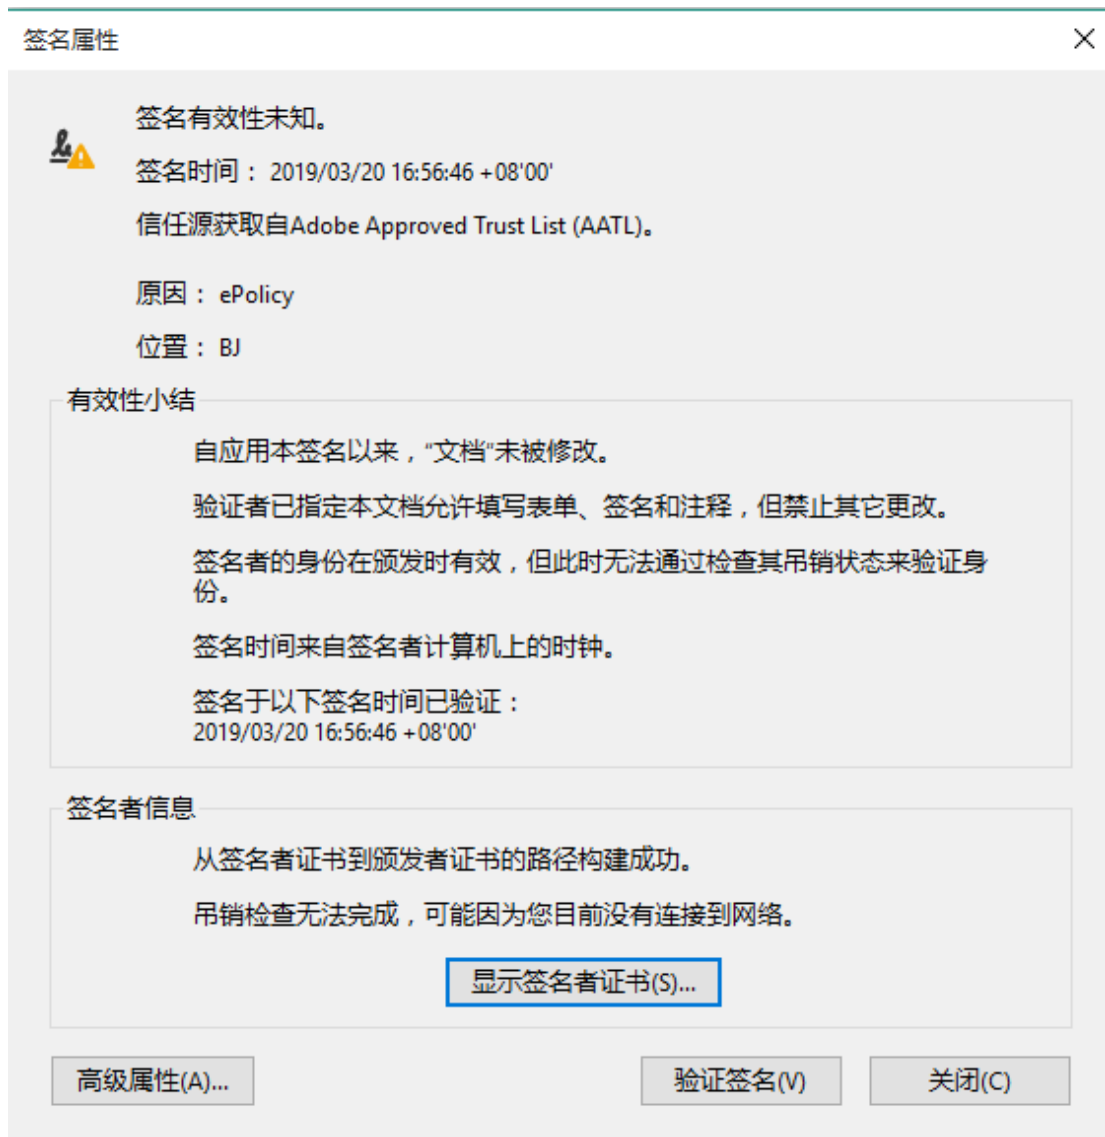 签名属性
签名有效性未知。
签名时间： 2019/03/20 16:56:46 +08'00'
信任源获取自Adobe Approved Trust List (AATL)。
原因： ePolicy
位置： BJ
有效性小结
自应用本签名以来，"文档"未被修改。
验证者已指定本文档允许填写表单、签名和注释，但禁止其它更改。
签名者的身份在颁发时有效，但此时无法通过检查其吊销状态来验证身
份。
签名时间来自签名者计算机上的时钟。
签名于以下签名时间已验证：
2019/03/20 16:56:46 +08'00'
签名者信息
从签名者证书到颁发者证书的路径构建成功。
吊销检查无法完成，可能因为您目前没有连接到网络。
显示签名者证书(S)...
高级属性(A)... 验证签名(V) 关闭(C)